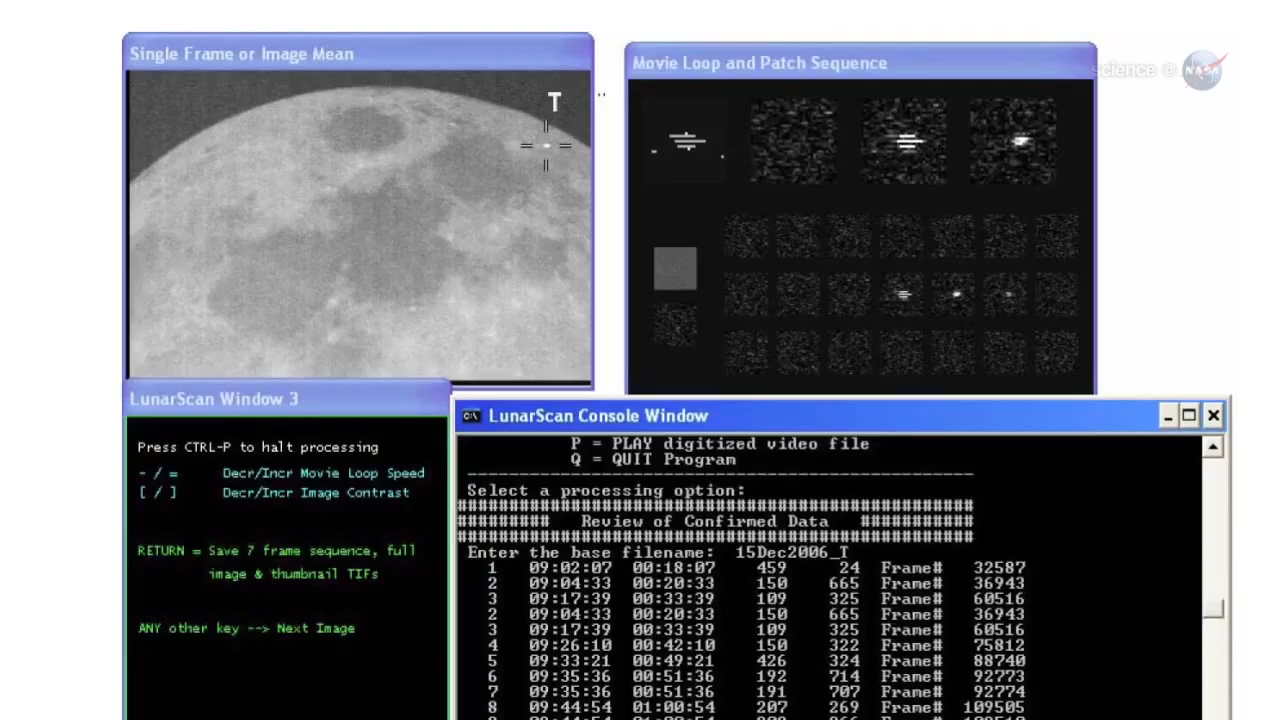 Single Frame or Image Mean
T
Movie Loop and Patch Sequence
science @ NASA
LunarScan Window 3
Press CTRL-P to halt processing
- / = Decr/Incr Movie Loop Speed
[ / ] Decr/Incr Image Contrast
RETURN = Save 7 frame sequence, full
image & thumbnail TIFs
ANY other key --> Next Image
LunarScan Console Window
P = PLAY digitized video file
Q = QUIT Program
Select a processing option:
######### Review of Confirmed Data ###########
Enter the base filename: 15Dec2006_T
1 09:02:07 00:18:07 459 24 Frame# 32587
2 09:04:33 00:20:33 150 665 Frame# 36943
3 09:17:39 00:33:39 109 325 Frame# 60516
2 09:04:33 00:20:33 150 665 Frame# 36943
3 09:17:39 00:33:39 109 325 Frame# 60516
4 09:26:10 00:42:10 150 322 Frame# 75812
5 09:33:21 00:49:21 426 324 Frame# 88740
6 09:35:36 00:51:36 192 714 Frame# 92773
7 09:35:36 00:51:36 191 707 Frame# 92774
8 09:44:54 01:00:54 207 269 Frame# 109505